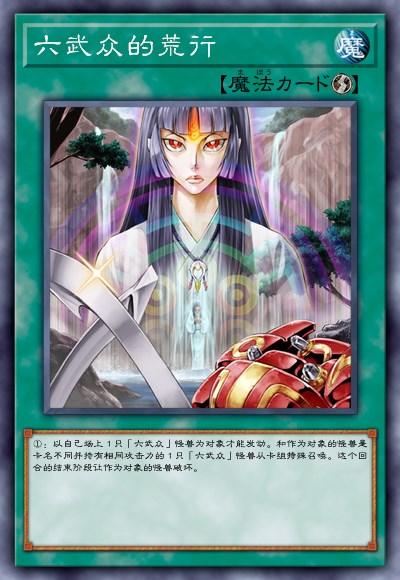 六武众的荒行
魔
【魔法カード】
まほう
①：以自己场上1只「六武众」怪兽为对象才能发动。和作为对象的怪兽是
卡名不同并持有相同攻击力的1只「六武众」怪兽从卡组特殊召唤。这个回
合的结束阶段让作为对象的怪兽破坏。